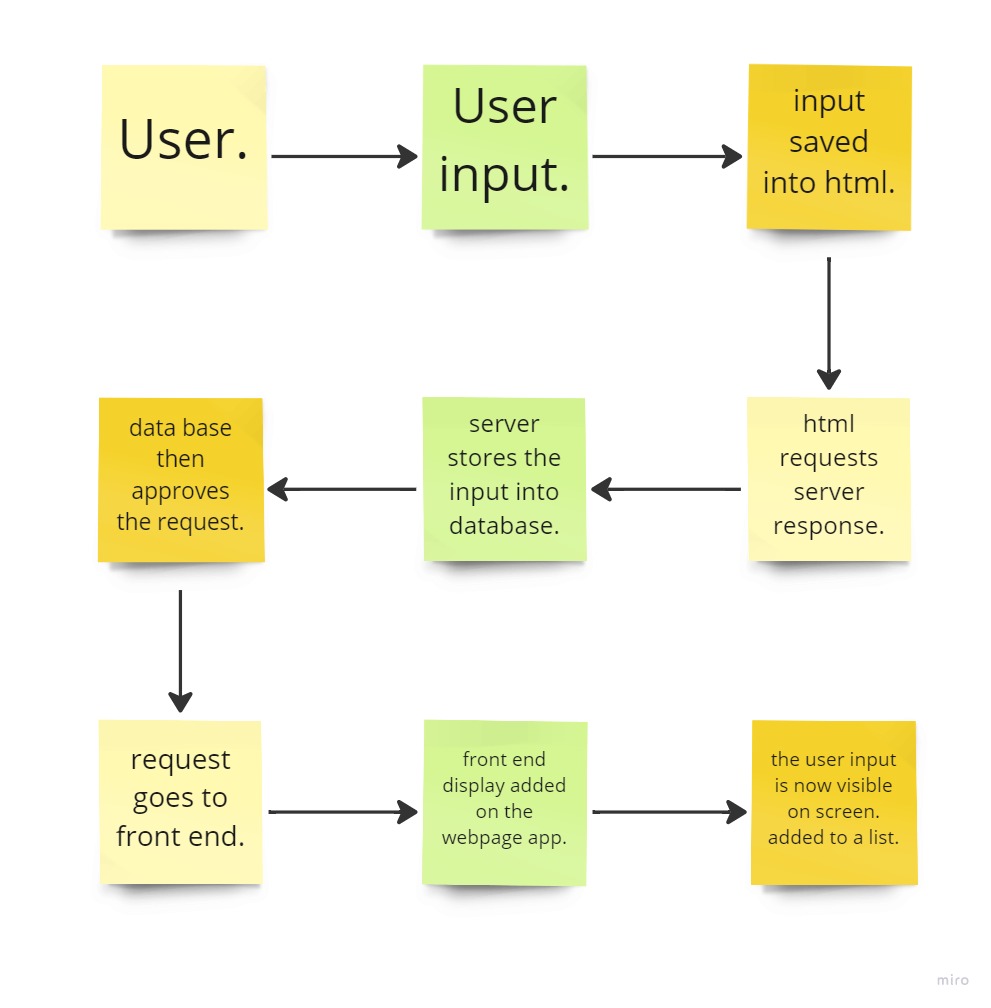 User.
User
input.
input
saved
into html.
html
requests
server
response.
server
stores the
input into
database.
data base
then
approves
the request.
request
goes to
front end.
front end
display added
on the
webpage app.
the user input
is now visible
on screen.
added to a list.
miro